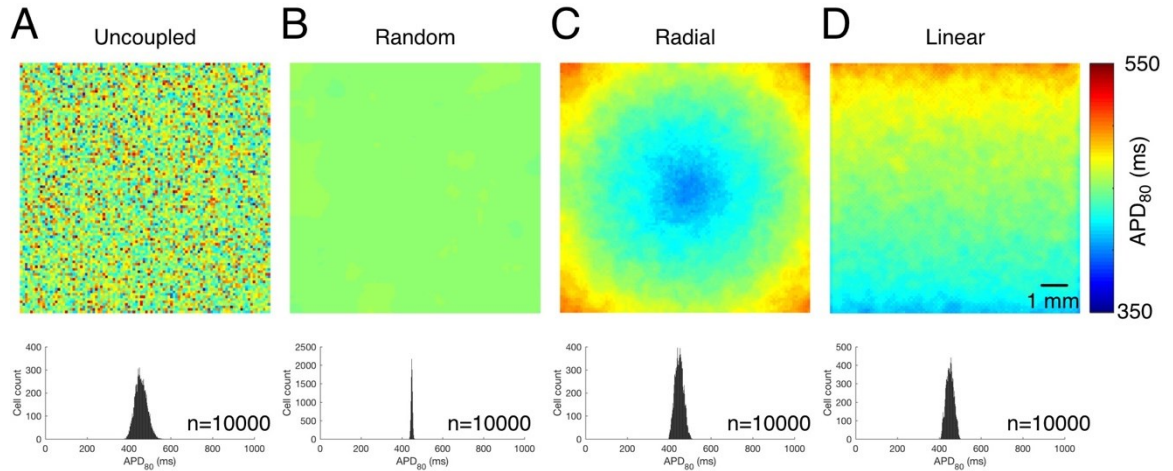 A Uncoupled
B Random
C Radial
D Linear
550
APD80 (ms)
350
1 mm
400
300
200
100
0
Cell count
0 200 400 600 800 1000
APD80 (ms)
n=10000
2500
2000
1500
1000
500
0
Cell count
0 200 400 600 800 1000
APD80 (ms)
n=10000
400
300
200
100
0
Cell count
0 200 400 600 800 1000
APD80 (ms)
n=10000
500
400
300
200
100
0
Cell count
0 200 400 600 800 1000
APD80 (ms)
n=10000